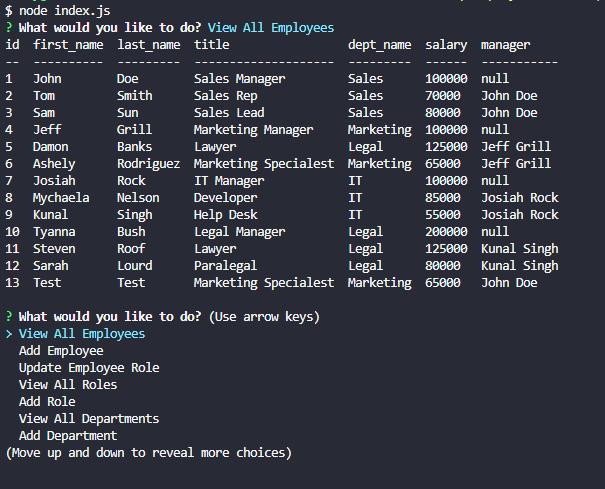 $ node index.js
? What would you like to do? View All Employees
id  first_name  last_name  title                 dept_name  salary  manager
--  ----------  ---------  --------------------  ---------  ------  -----------
1   John        Doe        Sales Manager         Sales      100000  null
2   Tom         Smith      Sales Rep             Sales      70000   John Doe
3   Sam         Sun        Sales Lead            Sales      80000   John Doe
4   Jeff        Grill      Marketing Manager     Marketing  100000  null
5   Damon       Banks      Lawyer                Legal      125000  Jeff Grill
6   Ashely      Rodriguez  Marketing Specialest  Marketing  65000   Jeff Grill
7   Josiah      Rock       IT Manager            IT         100000  null
8   Mychaela    Nelson     Developer             IT         85000   Josiah Rock
9   Kunal       Singh      Help Desk             IT         55000   Josiah Rock
10  Tyanna      Bush       Legal Manager         Legal      200000  null
11  Steven      Roof       Lawyer                Legal      125000  Kunal Singh
12  Sarah       Lourd      Paralegal             Legal      80000   Kunal Singh
13  Test        Test       Marketing Specialest  Marketing  65000   John Doe
? What would you like to do? (Use arrow keys)
> View All Employees
  Add Employee
  Update Employee Role
  View All Roles
  Add Role
  View All Departments
  Add Department
(Move up and down to reveal more choices)